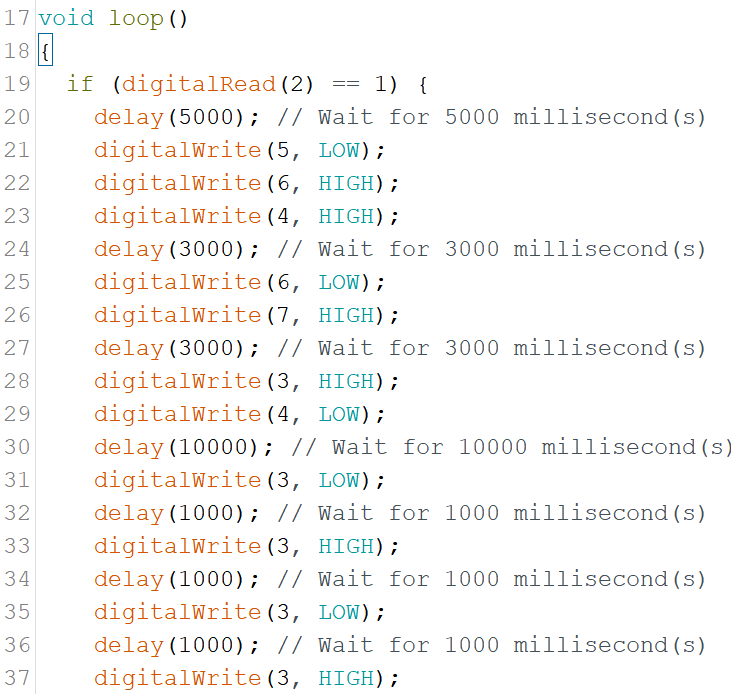 17 void loop()
18 {
19   if (digitalRead(2) == 1) {
20     delay(5000); // Wait for 5000 millisecond(s)
21     digitalWrite(5, LOW);
22     digitalWrite(6, HIGH);
23     digitalWrite(4, HIGH);
24     delay(3000); // Wait for 3000 millisecond(s)
25     digitalWrite(6, LOW);
26     digitalWrite(7, HIGH);
27     delay(3000); // Wait for 3000 millisecond(s)
28     digitalWrite(3, HIGH);
29     digitalWrite(4, LOW);
30     delay(10000); // Wait for 10000 millisecond(s)
31     digitalWrite(3, LOW);
32     delay(1000); // Wait for 1000 millisecond(s)
33     digitalWrite(3, HIGH);
34     delay(1000); // Wait for 1000 millisecond(s)
35     digitalWrite(3, LOW);
36     delay(1000); // Wait for 1000 millisecond(s)
37     digitalWrite(3, HIGH);